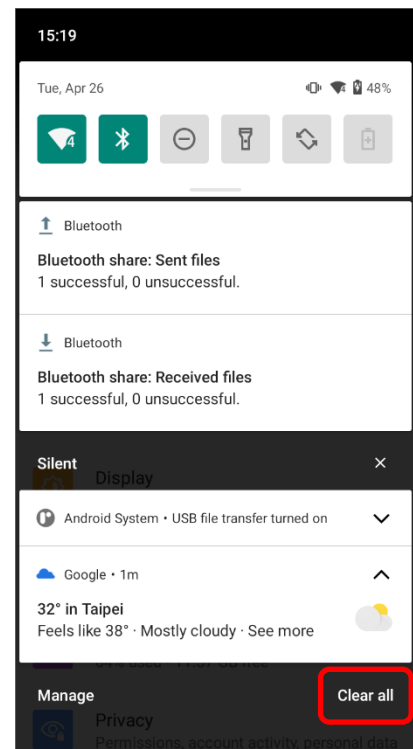 15:19
Tue, Apr 26
48%
4
Bluetooth
Bluetooth share: Sent files
1 successful, 0 unsuccessful.
Bluetooth
Bluetooth share: Received files
1 successful, 0 unsuccessful.
Silent
Display
Android System • USB file transfer turned on
Google • 1m
32° in Taipei
Feels like 38° · Mostly cloudy · See more
Manage
Clear all
Privacy
Permissions, account activity, personal data